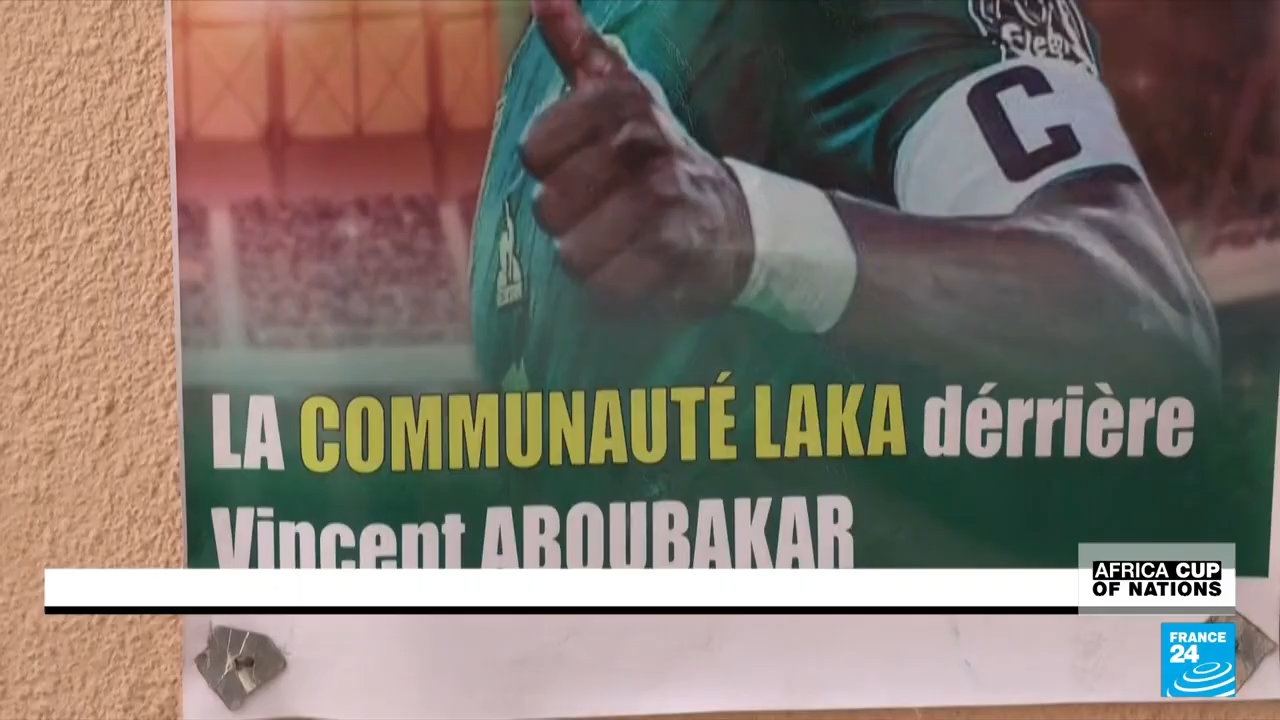 C
LA COMMUNAUTÉ LAKA dérrière
Vincent ABOUBAKAR
AFRICA CUP
OF NATIONS
FRANCE
24